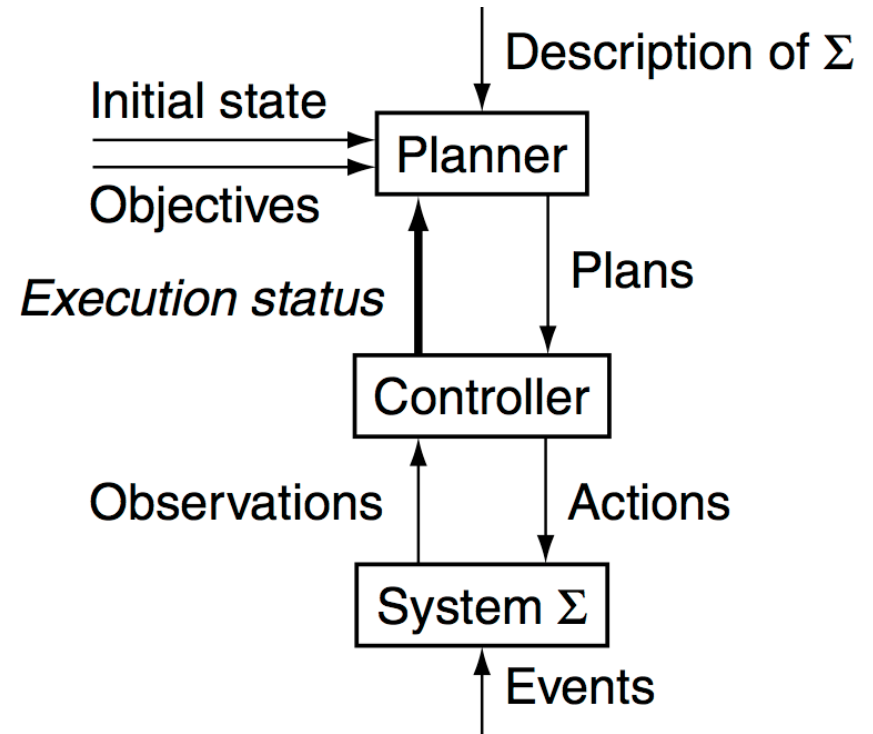 Description of Σ
Initial state
Planner
Objectives
Plans
Execution status
Controller
Observations
Actions
System Σ
Events